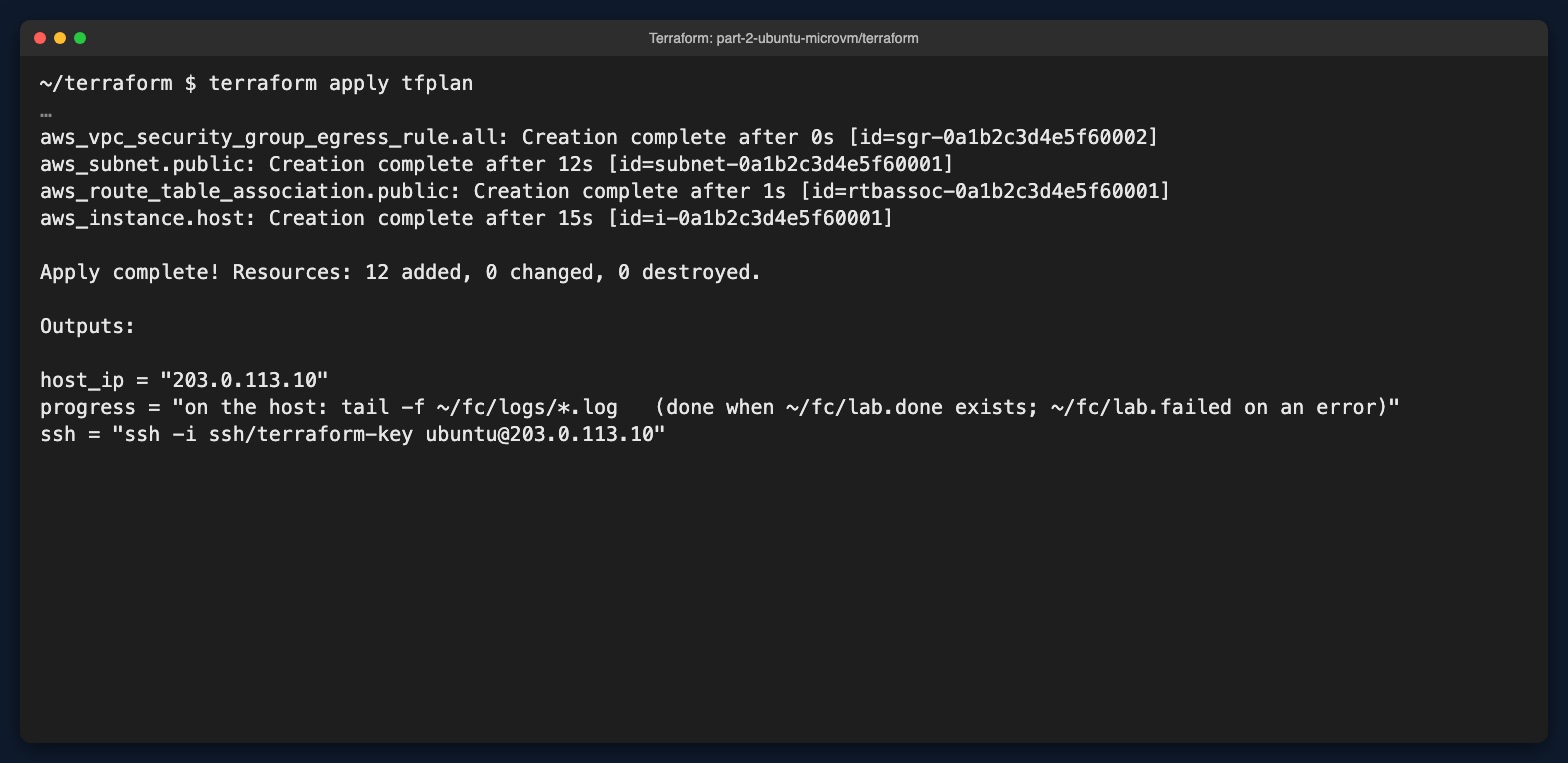 Terraform: part-2-ubuntu-microvm/terraform
~/terraform $ terraform apply tfplan
…
aws_vpc_security_group_egress_rule.all: Creation complete after 0s [id=sgr-0a1b2c3d4e5f60002]
aws_subnet.public: Creation complete after 12s [id=subnet-0a1b2c3d4e5f60001]
aws_route_table_association.public: Creation complete after 1s [id=rtbassoc-0a1b2c3d4e5f60001]
aws_instance.host: Creation complete after 15s [id=i-0a1b2c3d4e5f60001]
Apply complete! Resources: 12 added, 0 changed, 0 destroyed.
Outputs:
host_ip = "203.0.113.10"
progress = "on the host: tail -f ~/fc/logs/*.log   (done when ~/fc/lab.done exists; ~/fc/lab.failed on an error)"
ssh = "ssh -i ssh/terraform-key ubuntu@203.0.113.10"